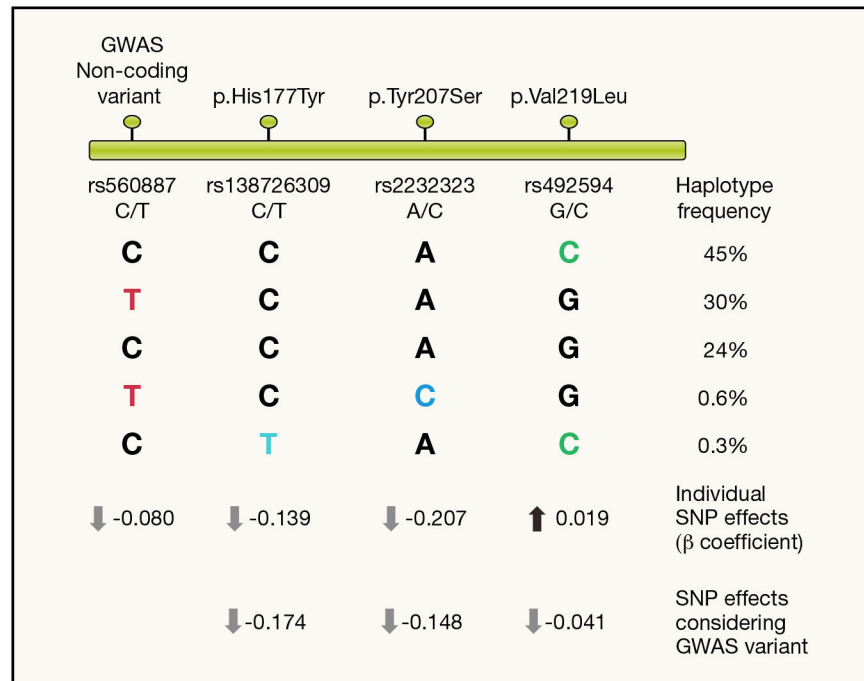 GWAS
Non-coding
variant
p.His177Tyr
p.Tyr207Ser
p.Val219Leu
rs560887
C/T
rs138726309
C/T
rs2232323
A/C
rs492594
G/C
Haplotype
frequency
C C A C 45%
T C A G 30%
C C A G 24%
T C C G 0.6%
C T A C 0.3%
-0.080 -0.139 -0.207 0.019
Individual
SNP effects
(β coefficient)
-0.174 -0.148 -0.041
SNP effects
considering
GWAS variant